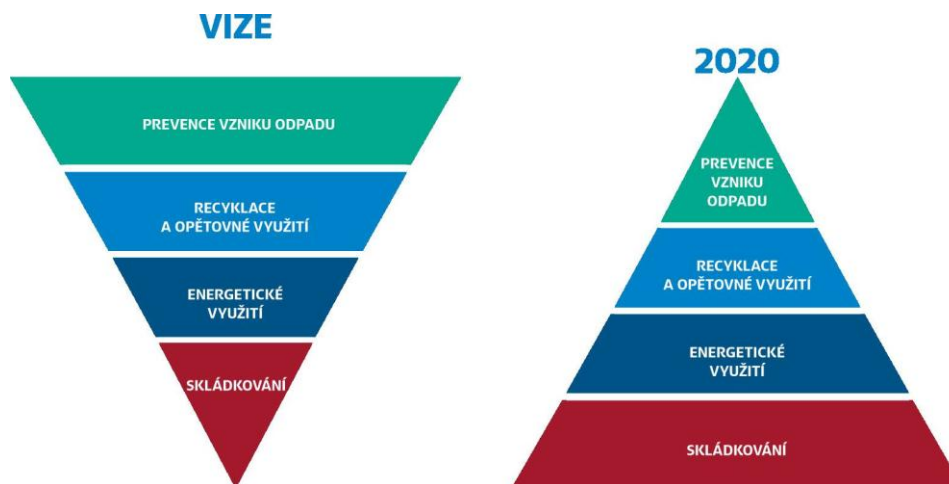 VIZE
PREVENCE VZNIKU ODPADU
RECYKLACE
A OPĚTOVNÉ VYUŽITÍ
ENERGETICKÉ
VYUŽITÍ
SKLÁDKOVÁNÍ
2020
PREVENCE
VZNIKU
ODPADU
RECYKLACE
A OPĚTOVNÉ VYUŽITÍ
ENERGETICKÉ
VYUŽITÍ
SKLÁDKOVÁNÍ